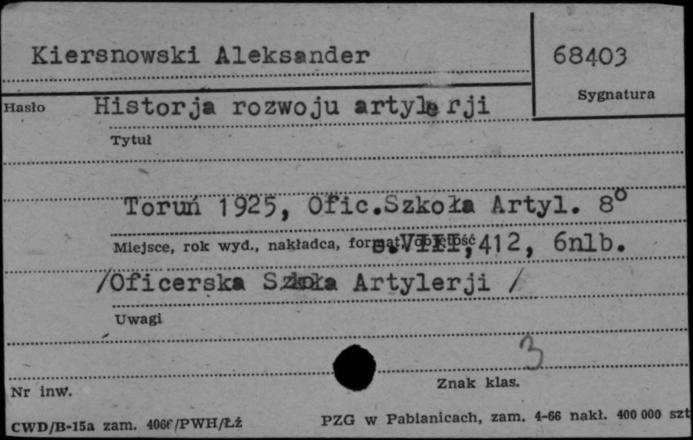 Kiersnowski Aleksander
68403
Hasło
Sygnatura
Historja rozwoju artylerji
Tytuł
Toruń 1925, Ofic.Szkoła Artyl. 8°
Miejsce, rok wyd., nakładca, format, objętość
s.VIII,412, 6nlb.
/Oficerska Szkoła Artylerji /
Uwagi
3
Nr inw.
Znak klas.
CWD/B-15a zam. 4066/PWH/Łź
PZG w Pabianicach, zam. 4-66 nakł. 400 000 szt